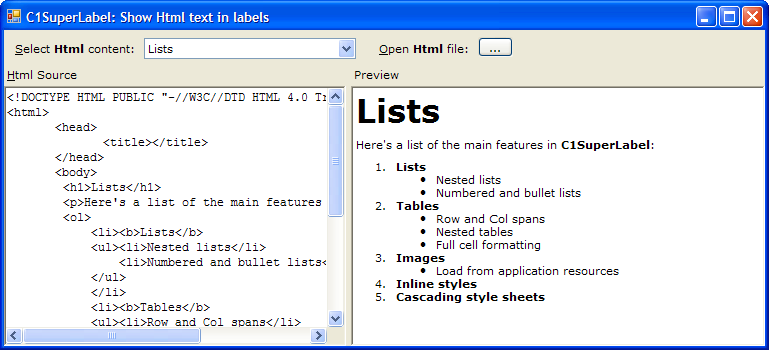 C1SuperLabel: Show Html text in labels
Select Html content: Lists Open Html file: ...
Html Source
<!DOCTYPE HTML PUBLIC "-//W3C//DTD HTML 4.0 Tr
<html>
<head>
<title></title>
</head>
<body>
<h1>Lists</h1>
<p>Here's a list of the main features
<ol>
<li><b>Lists</b>
<ul><li>Nested lists</li>
<li>Numbered and bullet lists<
</ul>
</li>
<li><b>Tables</b>
<ul><li>Row and Col spans</li>
Preview
Lists
Here's a list of the main features in C1SuperLabel:
1. Lists
• Nested lists
• Numbered and bullet lists
2. Tables
• Row and Col spans
• Nested tables
• Full cell formatting
3. Images
• Load from application resources
4. Inline styles
5. Cascading style sheets